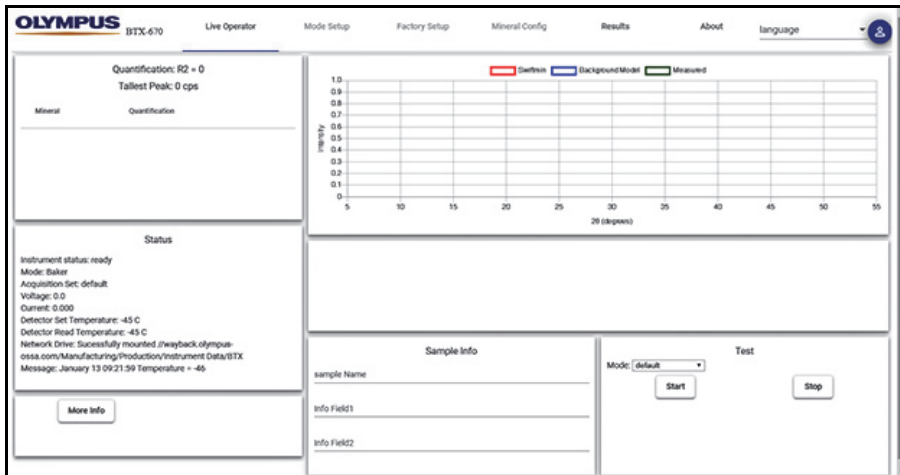 OLYMPUS BTX-670 Live Operator Mode Setup Factory Setup Mineral Config Results About language
Quantification: R2 = 0
Tallest Peak: 0 cps
Mineral Quantification
Swiftmin Background Model Measured
Intensity
1.0
0.9
0.8
0.7
0.6
0.5
0.4
0.3
0.2
0.1
0
5 10 15 20 25 30 35 40 45 50 55
2θ (degrees)
Status
Instrument status: ready
Mode: Baker
Acquisition Set: default
Voltage: 0.0
Current: 0.000
Detector Set Temperature: -45 C
Detector Read Temperature: -45 C
Network Drive: Sucessfully mounted //wayback.olympus-
ossa.com/Manufacturing/Production/Instrument Data/BTX
Message: January 13 09:21:59 Temperature = -46
More Info
Sample Info
sample Name
Info Field1
Info Field2
Test
Mode: default
Start Stop